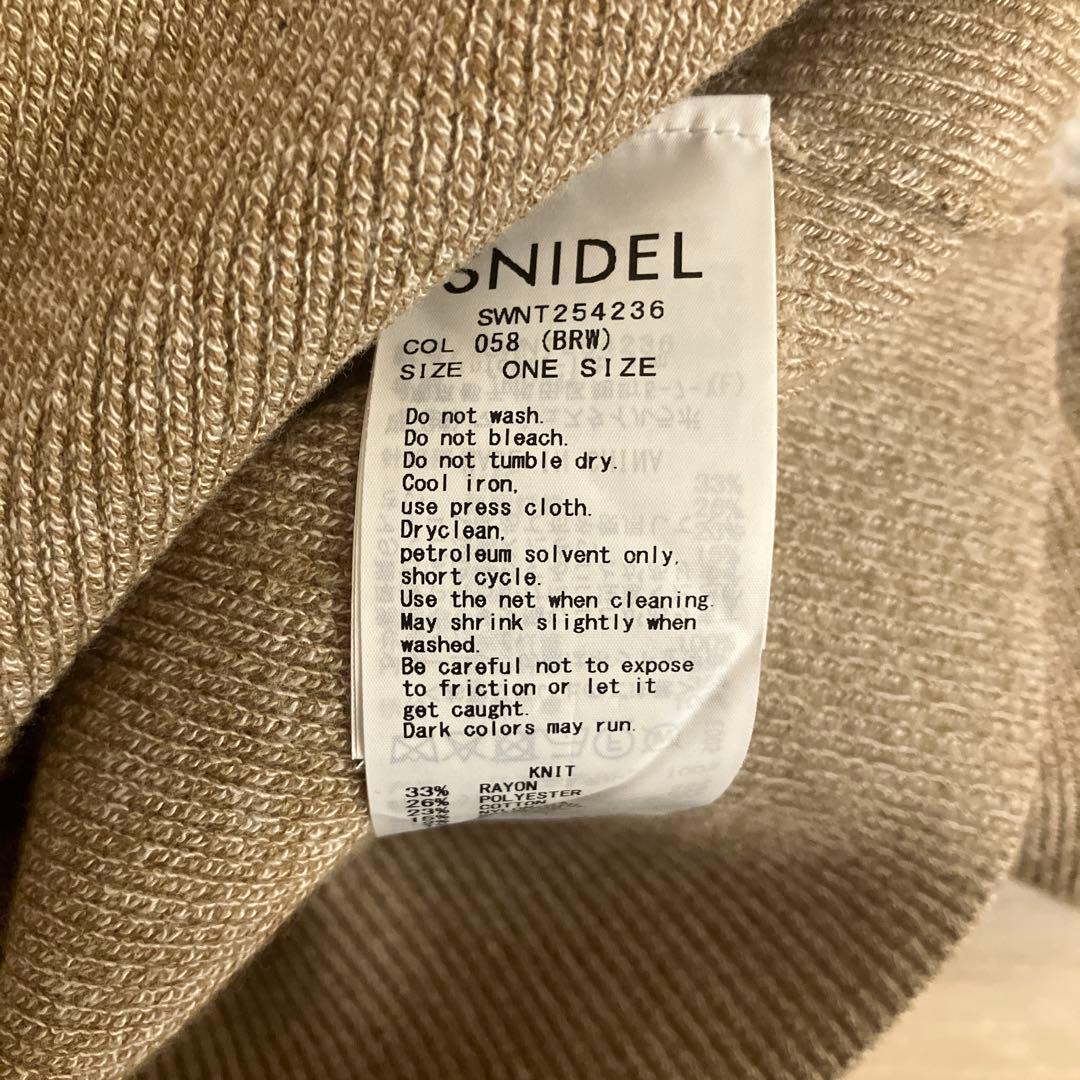 SNIDEL
SWNT254236
COL 058 (BRW)
SIZE ONE SIZE
Do not wash.
Do not bleach.
Do not tumble dry.
Cool iron,
use press cloth.
Dryclean,
petroleum solvent only,
short cycle.
Use the net when cleaning.
May shrink slightly when
washed.
Be careful not to expose
to friction or let it
get caught.
Dark colors may run.
KNIT
33% RAYON
26% POLYESTER
23% COTTON